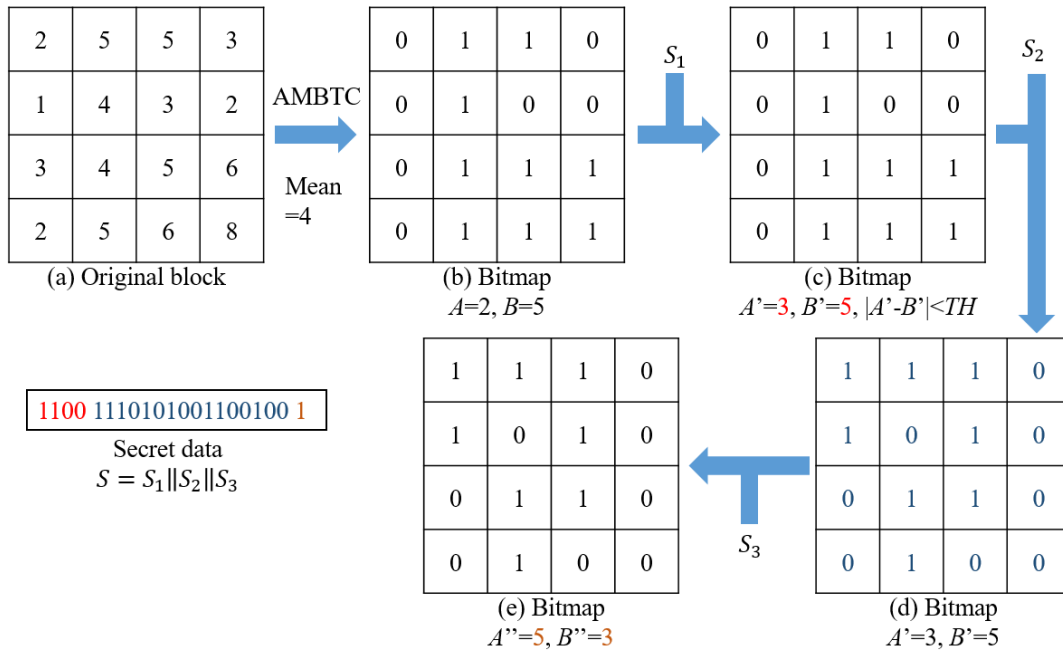 2 5 5 3
1 4 3 2
3 4 5 6
2 5 6 8
(a) Original block
AMBTC
Mean
=4
0 1 1 0
0 1 0 0
0 1 1 1
0 1 1 1
(b) Bitmap
A=2, B=5
S₁
0 1 1 0
0 1 0 0
0 1 1 1
0 1 1 1
(c) Bitmap
A’=3, B’=5, |A’-B’|<TH
S₂
1100 1110101001100100 1
Secret data
S = S₁‖S₂‖S₃
1 1 1 0
1 0 1 0
0 1 1 0
0 1 0 0
(e) Bitmap
A’’=5, B’’=3
S₃
1 1 1 0
1 0 1 0
0 1 1 0
0 1 0 0
(d) Bitmap
A’=3, B’=5